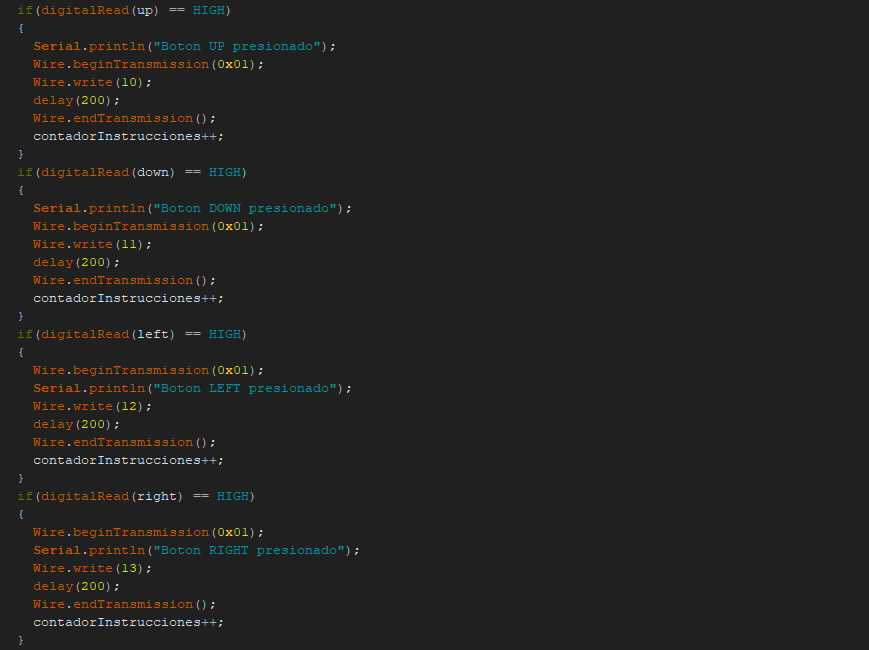 if(digitalRead(up) == HIGH)
{
Serial.println("Boton UP presionado");
Wire.beginTransmission(0x01);
Wire.write(10);
delay(200);
Wire.endTransmission();
contadorInstrucciones++;
}
if(digitalRead(down) == HIGH)
{
Serial.println("Boton DOWN presionado");
Wire.beginTransmission(0x01);
Wire.write(11);
delay(200);
Wire.endTransmission();
contadorInstrucciones++;
}
if(digitalRead(left) == HIGH)
{
Wire.beginTransmission(0x01);
Serial.println("Boton LEFT presionado");
Wire.write(12);
delay(200);
Wire.endTransmission();
contadorInstrucciones++;
}
if(digitalRead(right) == HIGH)
{
Wire.beginTransmission(0x01);
Serial.println("Boton RIGHT presionado");
Wire.write(13);
delay(200);
Wire.endTransmission();
contadorInstrucciones++;
}